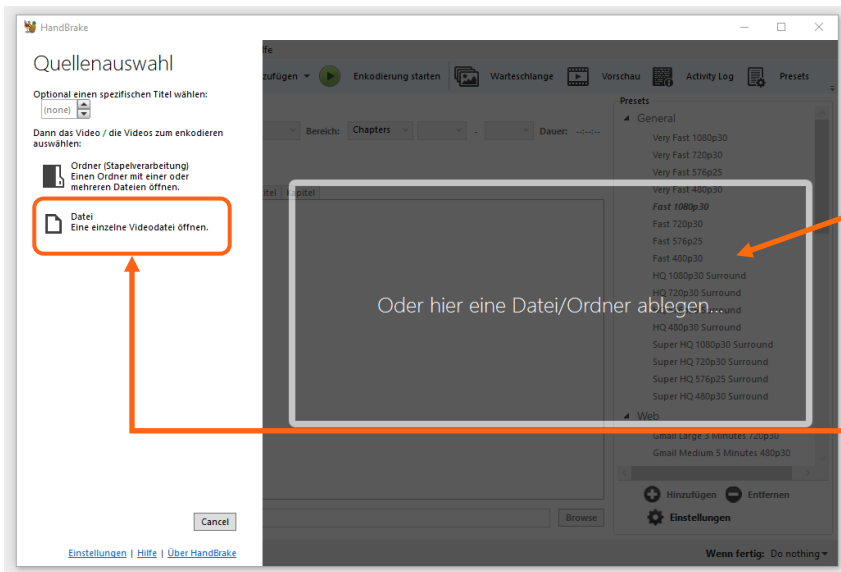 HandBrake
Quellenauswahl
Optional einen spezifischen Titel wählen:
(none)
Dann das Video / die Videos zum enkodieren
auswählen:
Ordner (Stapelverarbeitung)
Einen Ordner mit einer oder
mehreren Dateien öffnen.
Datei
Eine einzelne Videodatei öffnen.
Cancel
Einstellungen | Hilfe | Über HandBrake
lfe
zufügen
Enkodierung starten
Warteschlange
Vorschau
Activity Log
Presets
Bereich: Chapters - Dauer: --:--:--
itel Kapitel
Oder hier eine Datei/Ordner ablegen...
Browse
Presets
General
Very Fast 1080p30
Very Fast 720p30
Very Fast 576p25
Very Fast 480p30
Fast 1080p30
Fast 720p30
Fast 576p25
Fast 480p30
HQ 1080p30 Surround
HQ 720p30 Surround
HQ 480p30 Surround
Super HQ 1080p30 Surround
Super HQ 720p30 Surround
Super HQ 576p25 Surround
Super HQ 480p30 Surround
Web
Gmail Large 3 Minutes 720p30
Gmail Medium 5 Minutes 480p30
Hinzufügen Entfernen
Einstellungen
Wenn fertig: Do nothing